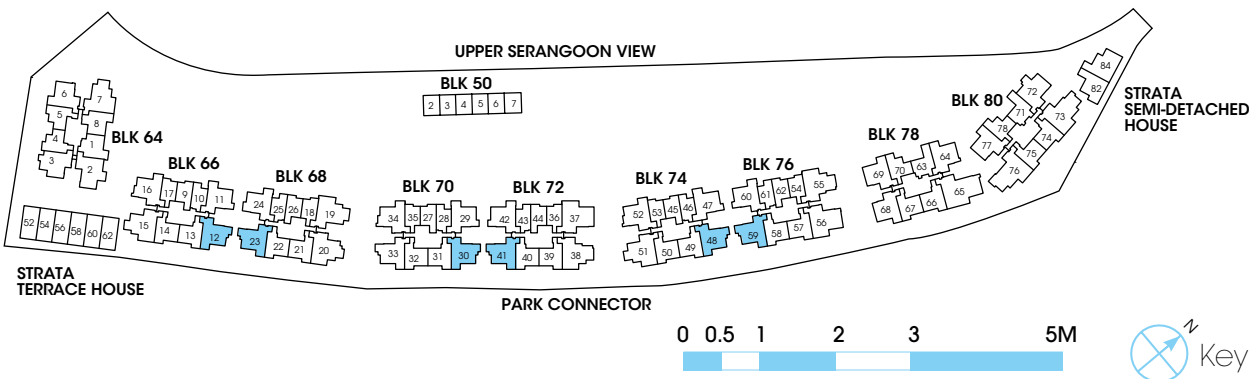 UPPER SERANGOON VIEW
BLK 50
2 3 4 5 6 7
BLK 64
6 7
5 8
4 1
3 2
BLK 66
16 17 9 10 11
15 14 13 12
BLK 68
24 25 26 18 19
23 22 21 20
BLK 70
34 35 27 28 29
33 32 31 30
BLK 72
42 43 44 36 37
41 40 39 38
BLK 74
52 53 45 46 47
51 50 49 48
BLK 76
60 61 62 54 55
59 58 57 56
BLK 78
69 70 63 64
68 67 66 65
BLK 80
72
71 73
78 74
77 75
76
84
82
STRATA
SEMI-DETACHED
HOUSE
52 54 56 58 60 62
STRATA
TERRACE HOUSE
PARK CONNECTOR
0 0.5 1 2 3 5M
N
Key